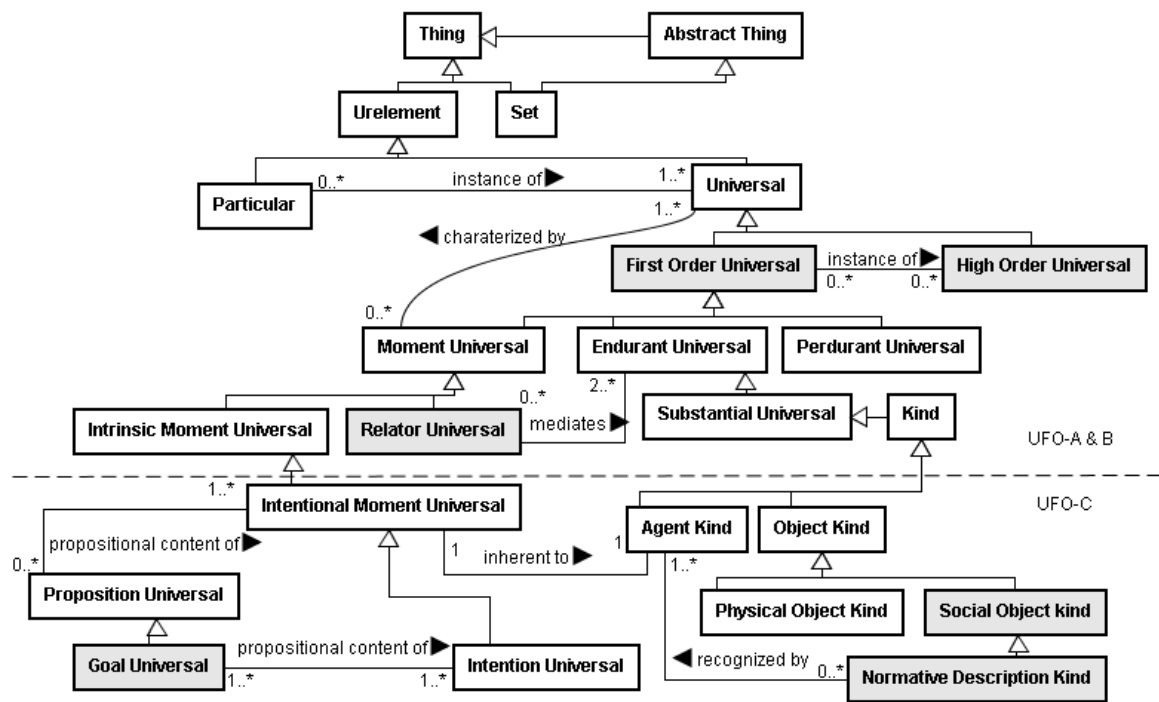 Thing
Abstract Thing
Urelement
Set
Particular
0..*
instance of
1..*
Universal
1..*
charaterized by
First Order Universal
instance of
High Order Universal
0..*
0..*
0..*
Moment Universal
Endurant Universal
Perdurant Universal
0..*
2..*
Intrinsic Moment Universal
Relator Universal
mediates
Substantial Universal
Kind
UFO-A & B
1..*
Intentional Moment Universal
UFO-C
Agent Kind
Object Kind
propositional content of
1
inherent to
1
1..*
0..*
Proposition Universal
Physical Object Kind
Social Object kind
Goal Universal
propositional content of
1..*
1..*
Intention Universal
recognized by
0..*
Normative Description Kind